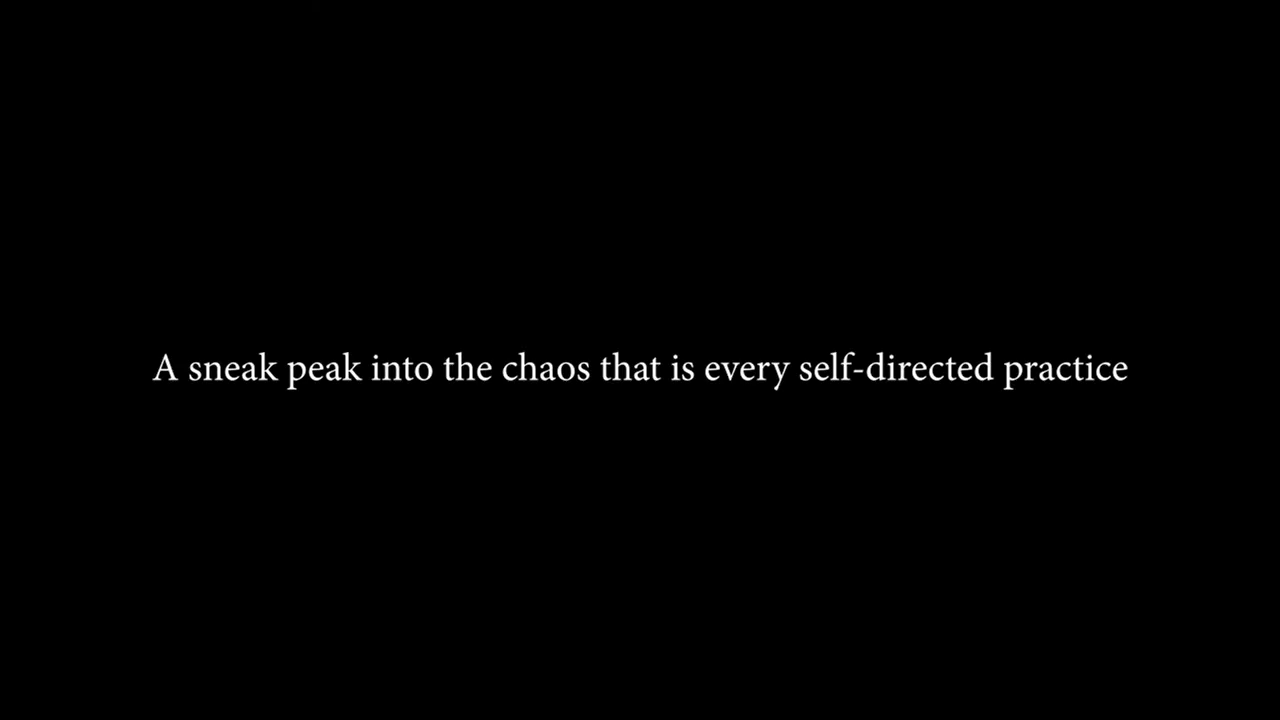 A sneak peak into the chaos that is every self-directed practice